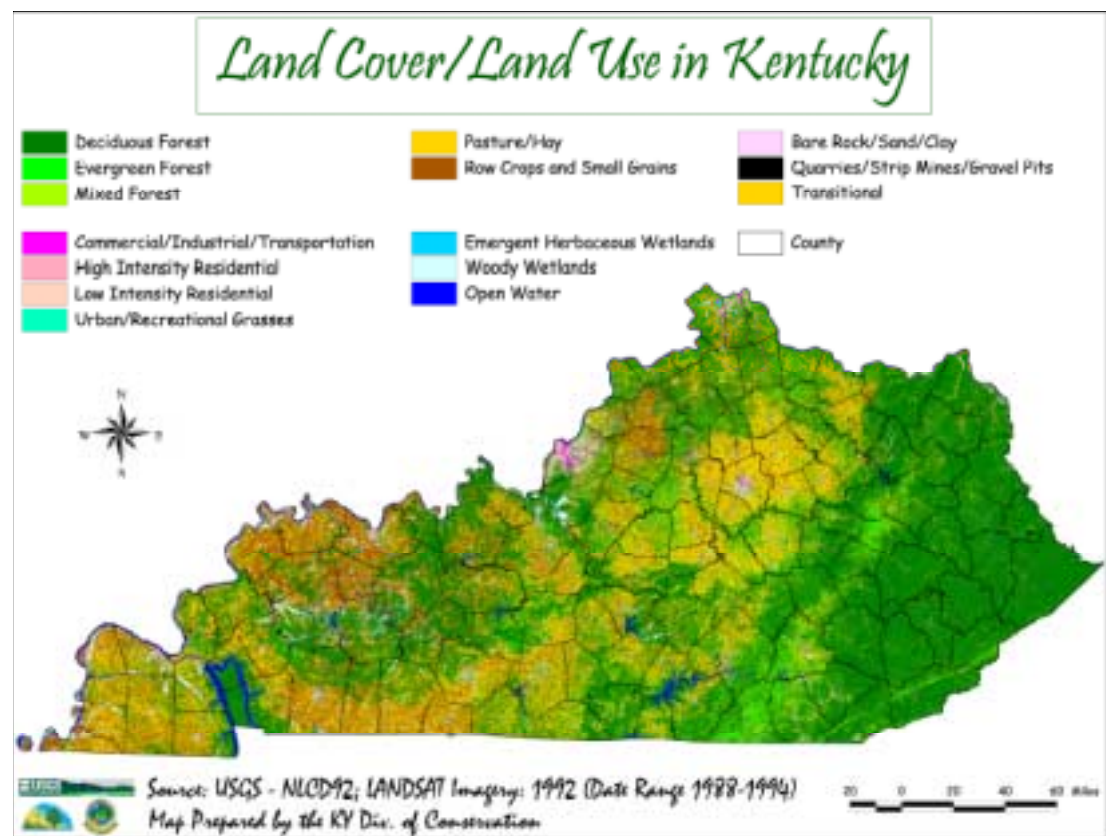 Land Cover/Land Use in Kentucky
Deciduous Forest
Evergreen Forest
Mixed Forest
Pasture/Hay
Row Crops and Small Grains
Bare Rock/Sand/Clay
Quarries/Strip Mines/Gravel Pits
Transitional
Commercial/Industrial/Transportation
High Intensity Residential
Low Intensity Residential
Urban/Recreational Grasses
Emergent Herbaceous Wetlands
Woody Wetlands
Open Water
County
N
W
S
USGS
Source: USGS - NLCD92; LANDSAT Imagery: 1992 (Date Range 1988-1994)
Map Prepared by the KY Div. of Conservation
20 0 20 40 60 Miles